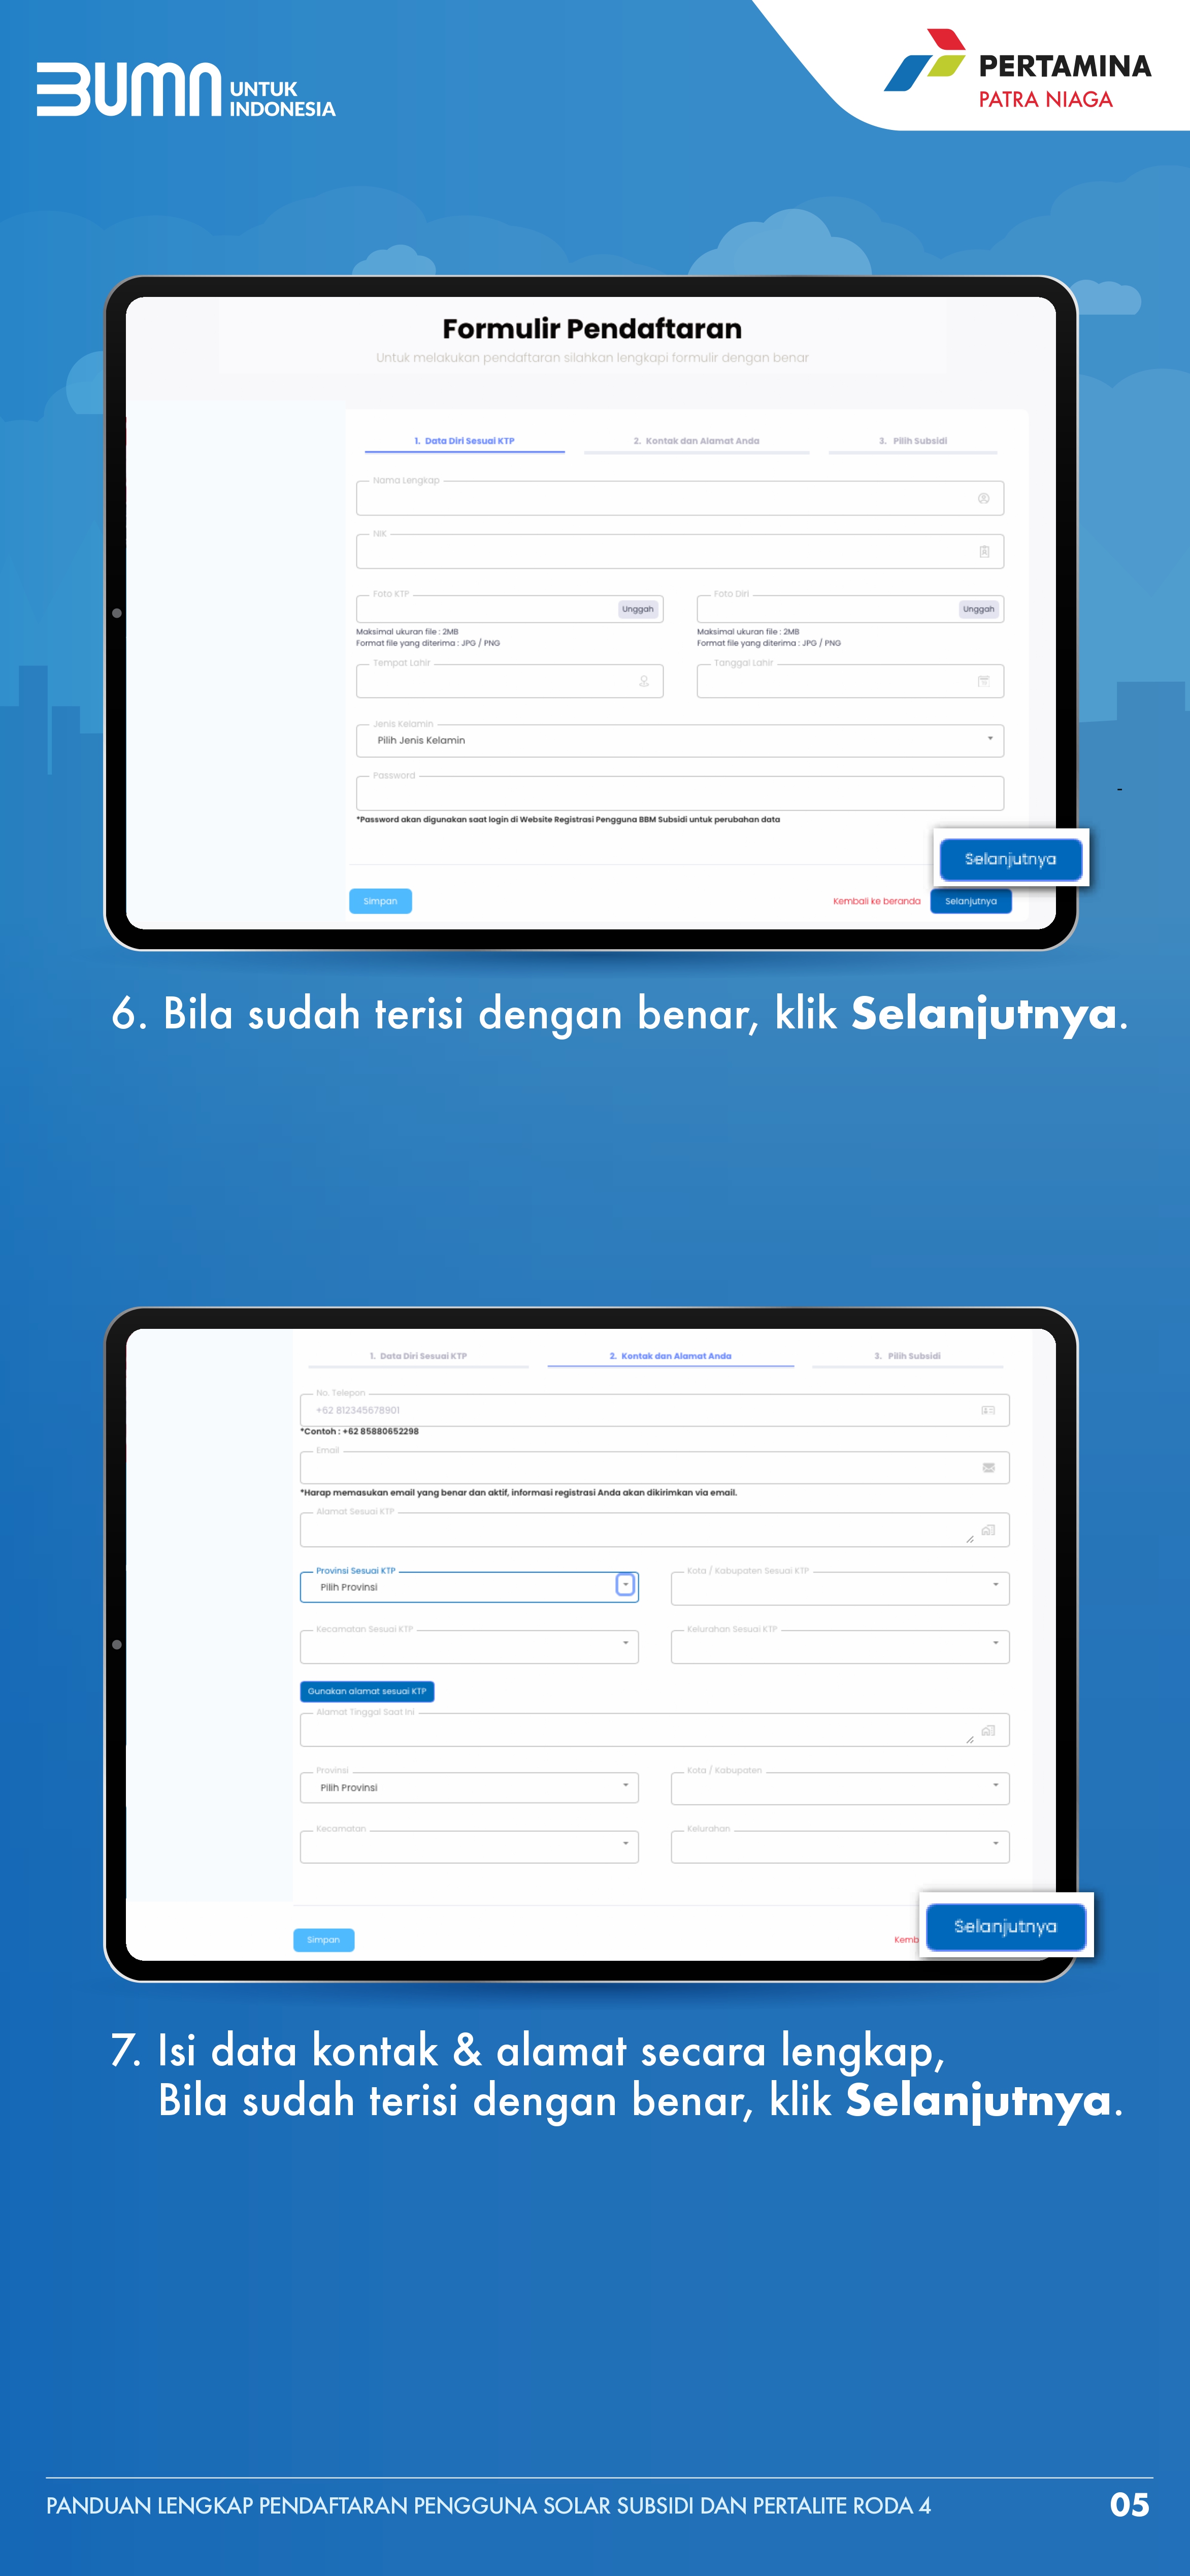 BUMN UNTUK
INDONESIA
PERTAMINA
PATRA NIAGA
Formulir Pendaftaran
Untuk melakukan pendaftaran silahkan lengkapi formulir dengan benar
1. Data Diri Sesuai KTP 2. Kontak dan Alamat Anda 3. Pilih Subsidi
Nama Lengkap
NIK
Foto KTP Foto Diri
Unggah Unggah
Maksimal ukuran file : 2MB Maksimal ukuran file : 2MB
Format file yang diterima : JPG / PNG Format file yang diterima : JPG / PNG
Tempat Lahir Tanggal Lahir
Jenis Kelamin
Pilih Jenis Kelamin
Password
*Password akan digunakan saat login di Website Registrasi Pengguna BBM Subsidi untuk perubahan data
Selanjutnya
Simpan Kembali ke beranda Selanjutnya
6. Bila sudah terisi dengan benar, klik Selanjutnya.
1. Data Diri Sesuai KTP 2. Kontak dan Alamat Anda 3. Pilih Subsidi
No. Telepon
+62 812345678901
*Contoh : +62 85880652298
Email
*Harap memasukan email yang benar dan aktif, informasi registrasi Anda akan dikirimkan via email.
Alamat Sesuai KTP
Provinsi Sesuai KTP Kota / Kabupaten Sesuai KTP
Pilih Provinsi
Kecamatan Sesuai KTP Kelurahan Sesuai KTP
Gunakan alamat sesuai KTP
Alamat Tinggal Saat Ini
Provinsi Kota / Kabupaten
Pilih Provinsi
Kecamatan Kelurahan
Selanjutnya
Simpan Kemb
7. Isi data kontak & alamat secara lengkap,
Bila sudah terisi dengan benar, klik Selanjutnya.
PANDUAN LENGKAP PENDAFTARAN PENGGUNA SOLAR SUBSIDI DAN PERTALITE RODA 4 05